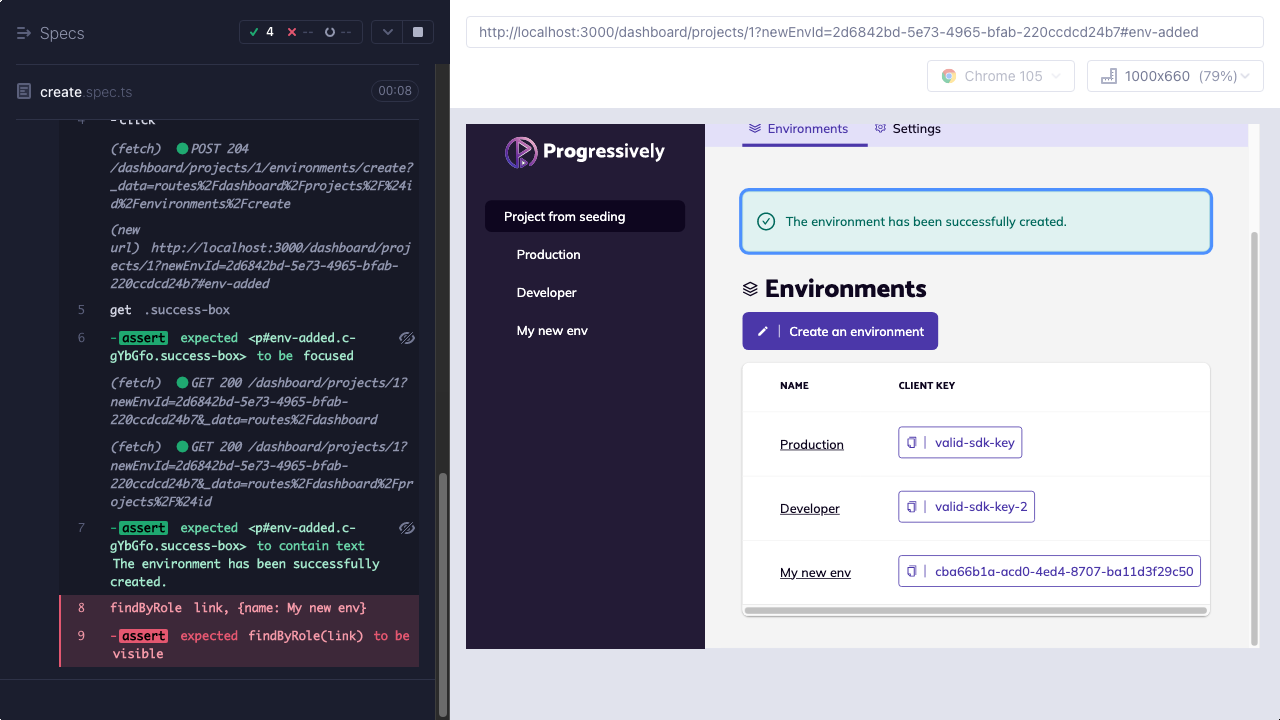 Specs
4 -- --
create.spec.ts
00:08
4 -click
(fetch) POST 204
/dashboard/projects/1/environments/create?
_data=routes%2Fdashboard%2Fprojects%2F%24i
d%2Fenvironments%2Fcreate
(new
url) http://localhost:3000/dashboard/proj
ects/1?newEnvId=2d6842bd-5e73-4965-bfab-
220ccdcd24b7#env-added
5 get .success-box
6 -assert expected <p#env-added.c-
gYbGfo.success-box> to be focused
(fetch) GET 200 /dashboard/projects/1?
newEnvId=2d6842bd-5e73-4965-bfab-
220ccdcd24b7&_data=routes%2Fdashboard
(fetch) GET 200 /dashboard/projects/1?
newEnvId=2d6842bd-5e73-4965-bfab-
220ccdcd24b7&_data=routes%2Fdashboard%2Fpr
ojects%2F%24id
7 -assert expected <p#env-added.c-
gYbGfo.success-box> to contain text
The environment has been successfully
created.
8 findByRole link, {name: My new env}
9 -assert expected findByRole(link) to be
visible
http://localhost:3000/dashboard/projects/1?newEnvId=2d6842bd-5e73-4965-bfab-220ccdcd24b7#env-added
Chrome 105
1000x660 (79%)
Progressively
Project from seeding
Production
Developer
My new env
Environments
Settings
The environment has been successfully created.
Environments
Create an environment
NAME CLIENT KEY
Production valid-sdk-key
Developer valid-sdk-key-2
My new env cba66b1a-acd0-4ed4-8707-ba11d3f29c50